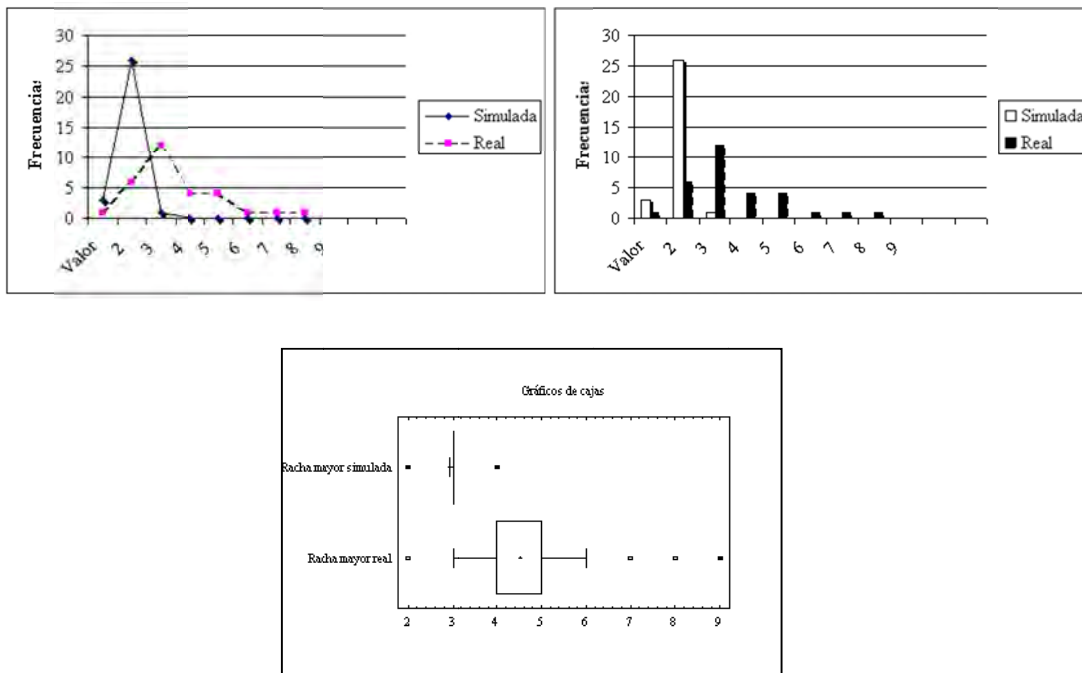 30
25
20
15
10
5
0
Frecuencias
Valor 2 3 4 5 6 7 8 9
Simulada
Real
30
25
20
15
10
5
0
Frecuencias
Valor 2 3 4 5 6 7 8 9
Simulada
Real
Gráficos de cajas
Racha mayor simulada
Racha mayor real
2 3 4 5 6 7 8 9